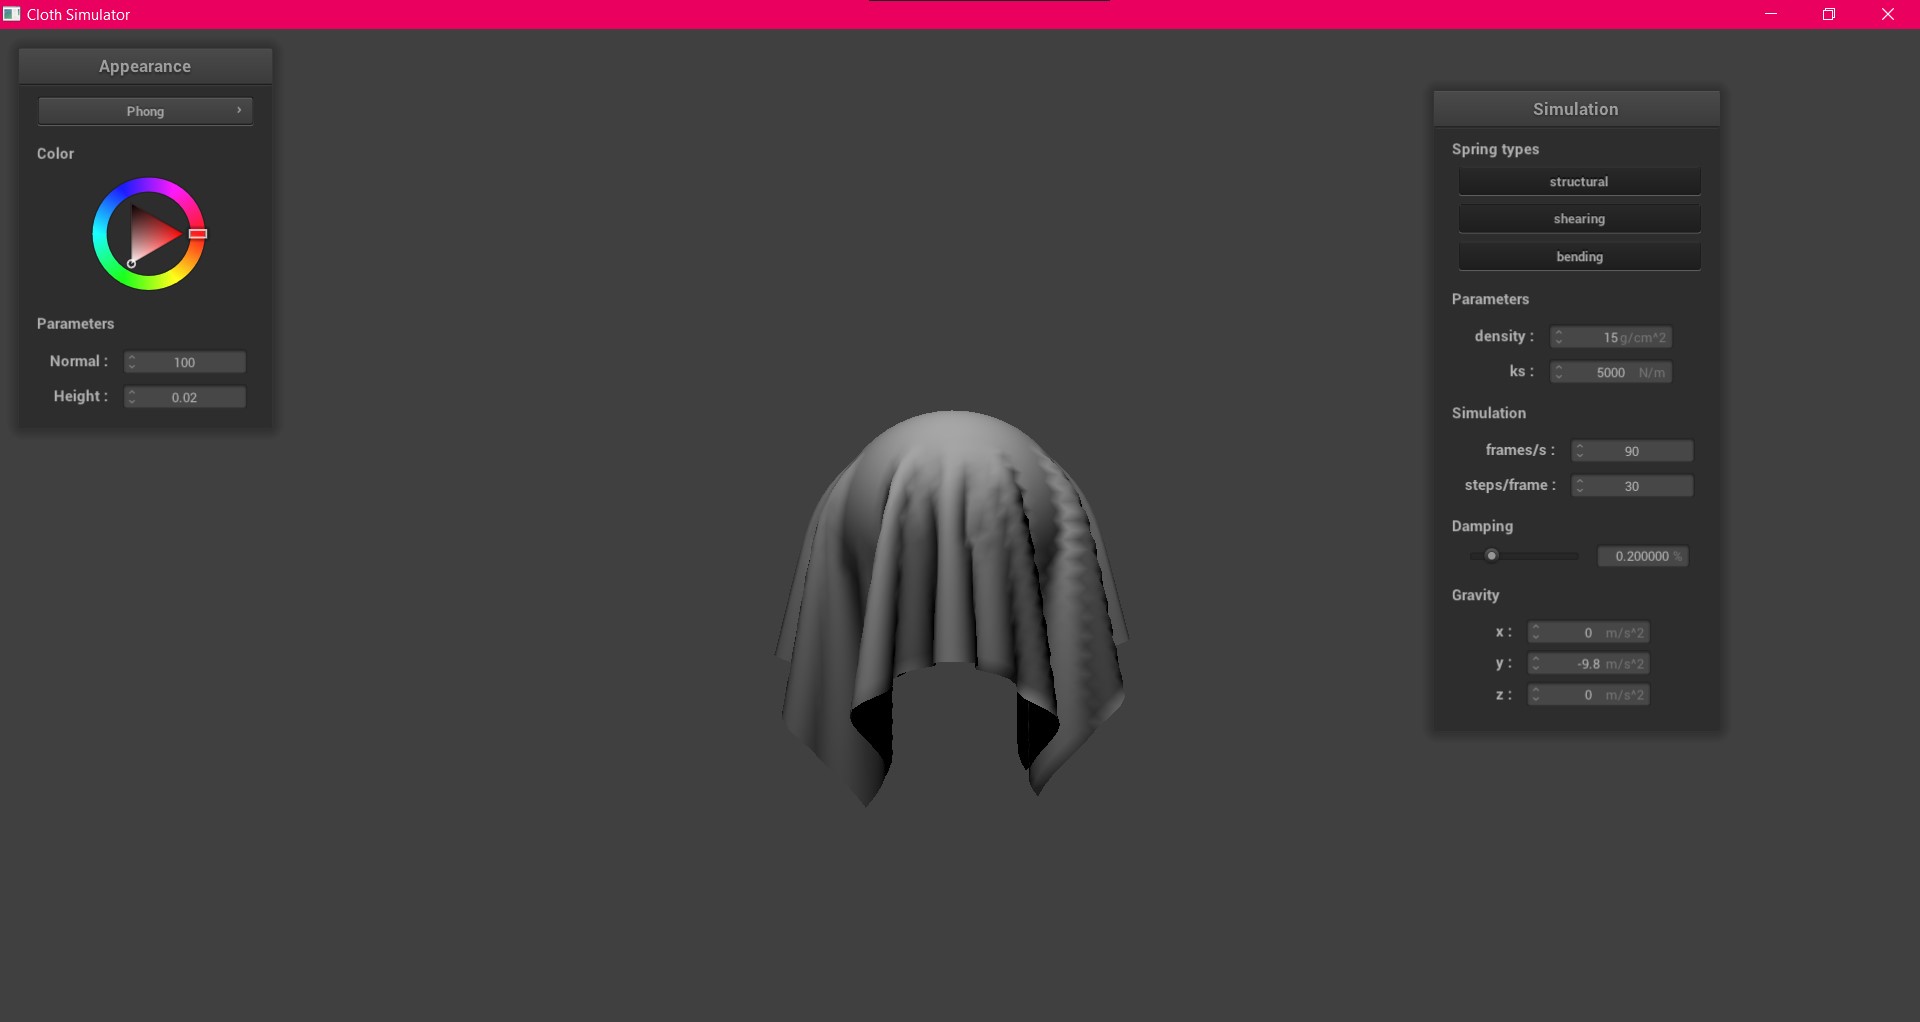 Cloth Simulator
Appearance
Phong
Color
Parameters
Normal : 100
Height : 0.02
Simulation
Spring types
structural
shearing
bending
Parameters
density : 15 g/cm^2
ks : 5000 N/m
Simulation
frames/s : 90
steps/frame : 30
Damping
0.200000 %
Gravity
x : 0 m/s^2
y : -9.8 m/s^2
z : 0 m/s^2